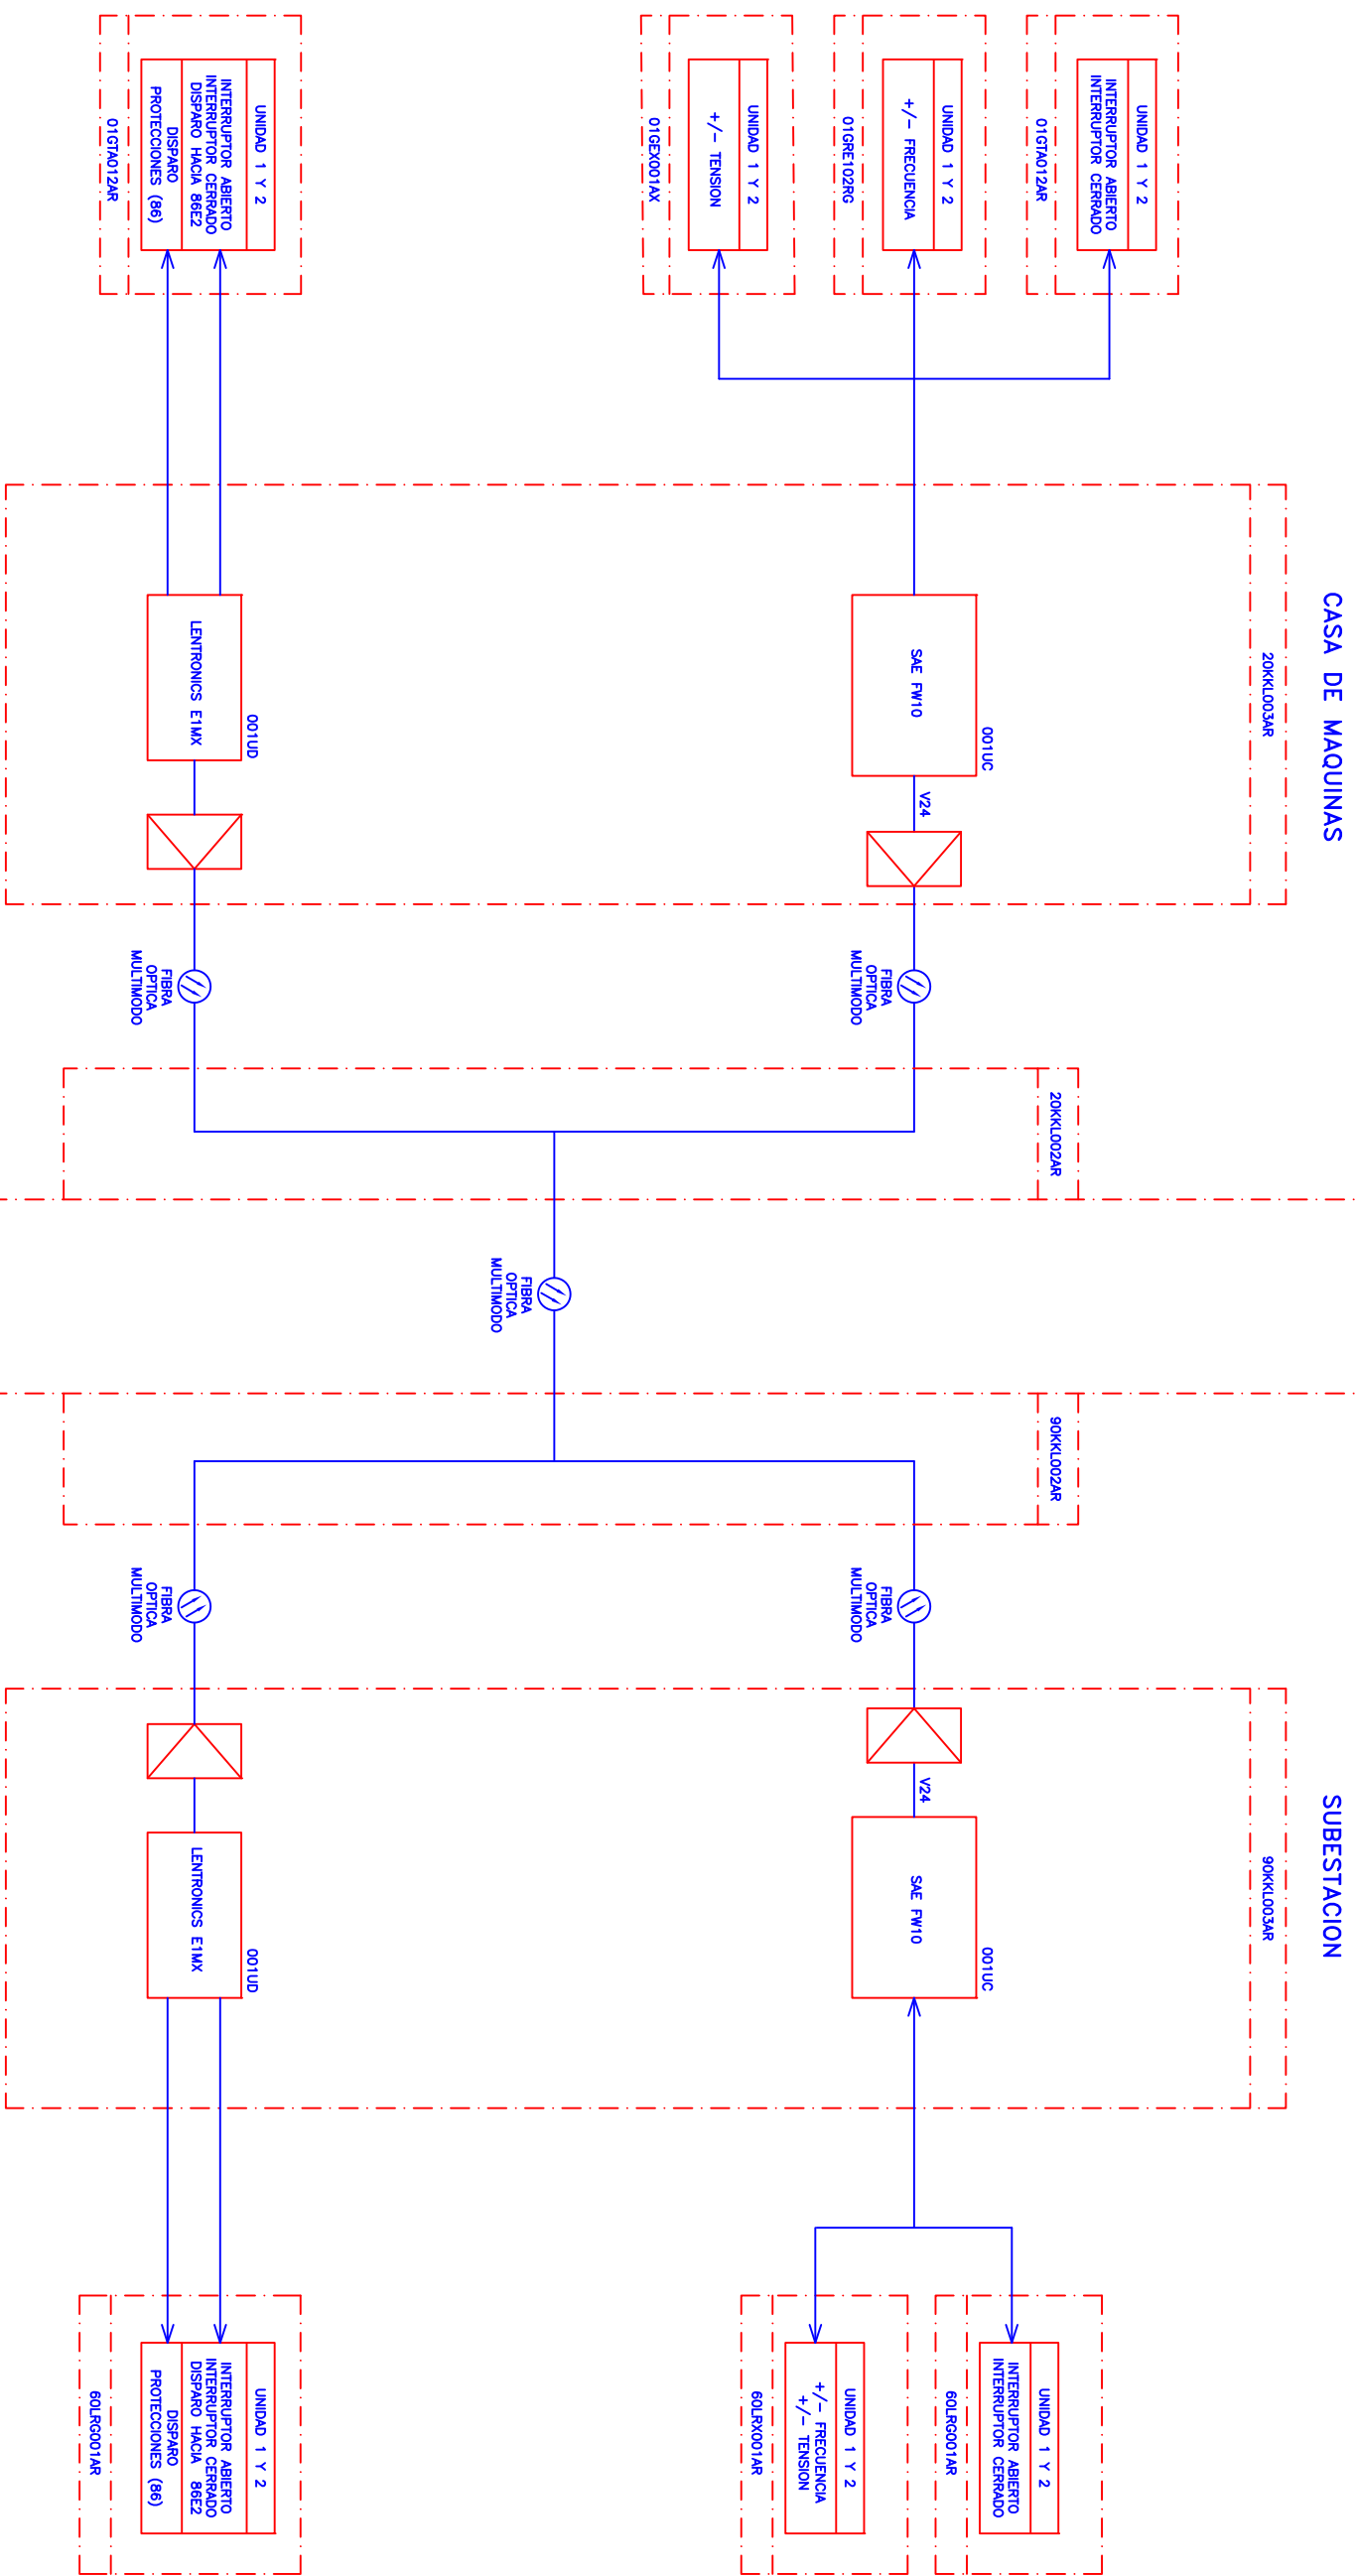 CASA DE MAQUINAS
SUBESTACION
20KKL003AR
90KKL003AR
UNIDAD 1 Y 2
INTERRUPTOR ABIERTO
INTERRUPTOR CERRADO
01GTA012AR
UNIDAD 1 Y 2
+/- FRECUENCIA
01GRE102RG
UNIDAD 1 Y 2
+/- TENSION
01GEX001AX
001UC
SAE FW10
V24
FIBRA
OPTICA
MULTIMODO
20KKL002AR
FIBRA
OPTICA
MULTIMODO
90KKL002AR
FIBRA
OPTICA
MULTIMODO
V24
001UC
SAE FW10
UNIDAD 1 Y 2
INTERRUPTOR ABIERTO
INTERRUPTOR CERRADO
60LRG001AR
UNIDAD 1 Y 2
+/- FRECUENCIA
+/- TENSION
60LRX001AR
UNIDAD 1 Y 2
INTERRUPTOR ABIERTO
INTERRUPTOR CERRADO
DISPARO HACIA 86E2
DISPARO
PROTECCIONES (86)
01GTA012AR
001UD
LENTRONICS E1MX
FIBRA
OPTICA
MULTIMODO
FIBRA
OPTICA
MULTIMODO
001UD
LENTRONICS E1MX
UNIDAD 1 Y 2
INTERRUPTOR ABIERTO
INTERRUPTOR CERRADO
DISPARO HACIA 86E2
DISPARO
PROTECCIONES (86)
60LRG001AR